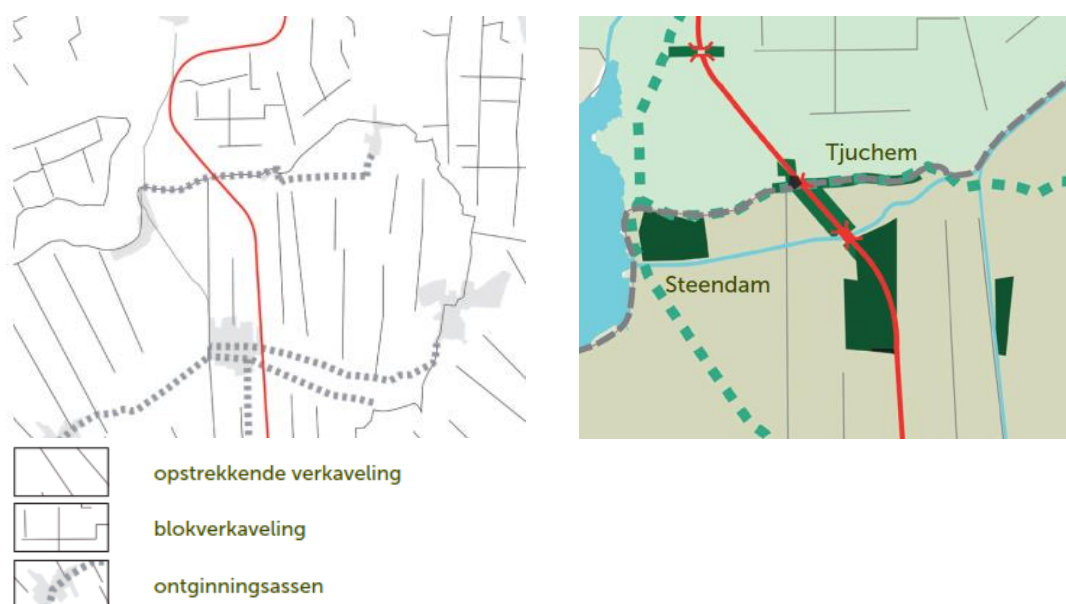 Tjuchem
Steendam
opstrekkende verkaveling
blokverkaveling
ontginningsassen